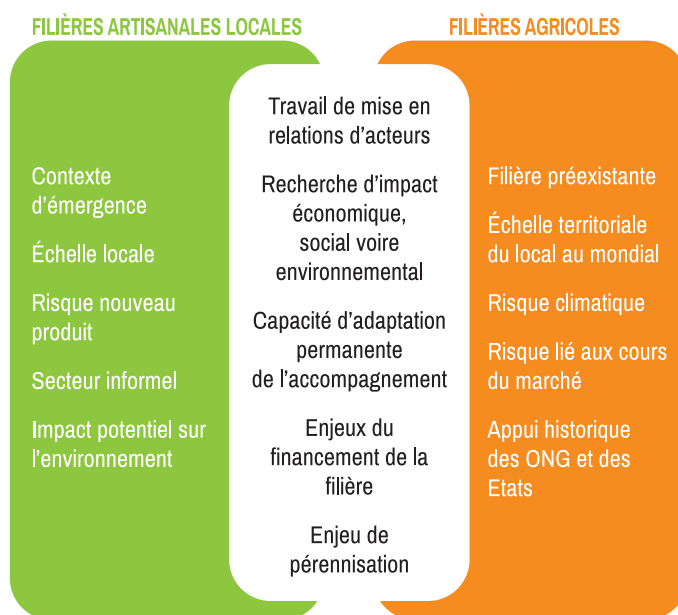 FILIÈRES ARTISANALES LOCALES
Contexte
d'émergence
Échelle locale
Risque nouveau
produit
Secteur informel
Impact potentiel sur
l'environnement
Travail de mise en
relations d'acteurs
Recherche d'impact
économique,
social voire
environnemental
Capacité d'adaptation
permanente
de l'accompagnement
Enjeux du
financement de la
filière
Enjeu de
pérennisation
FILIÈRES AGRICOLES
Filière préexistante
Échelle territoriale
du local au mondial
Risque climatique
Risque lié aux cours
du marché
Appui historique
des ONG et des
Etats